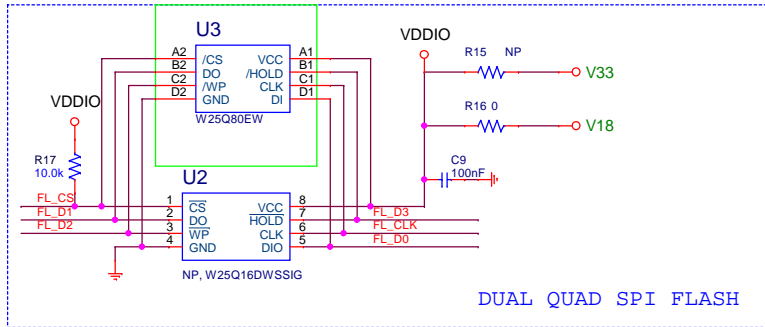 U3
VDDIO
R15 NP
V33
A2 /CS VCC A1
B2 DO /HOLD B1
C2 /WP CLK C1
D2 GND DI D1
W25Q80EW
VDDIO
R16 0
V18
R17
10.0k
C9
100nF
U2
FL_CS 1 CS VCC 8
FL_D1 2 DO HOLD 7 FL_D3
FL_D2 3 WP CLK 6 FL_CLK
4 GND DIO 5 FL_D0
NP, W25Q16DWSSIG
DUAL QUAD SPI FLASH